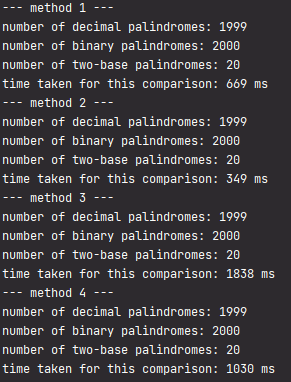 --- method 1 ---
number of decimal palindromes: 1999
number of binary palindromes: 2000
number of two-base palindromes: 20
time taken for this comparison: 669 ms
--- method 2 ---
number of decimal palindromes: 1999
number of binary palindromes: 2000
number of two-base palindromes: 20
time taken for this comparison: 349 ms
--- method 3 ---
number of decimal palindromes: 1999
number of binary palindromes: 2000
number of two-base palindromes: 20
time taken for this comparison: 1838 ms
--- method 4 ---
number of decimal palindromes: 1999
number of binary palindromes: 2000
number of two-base palindromes: 20
time taken for this comparison: 1030 ms